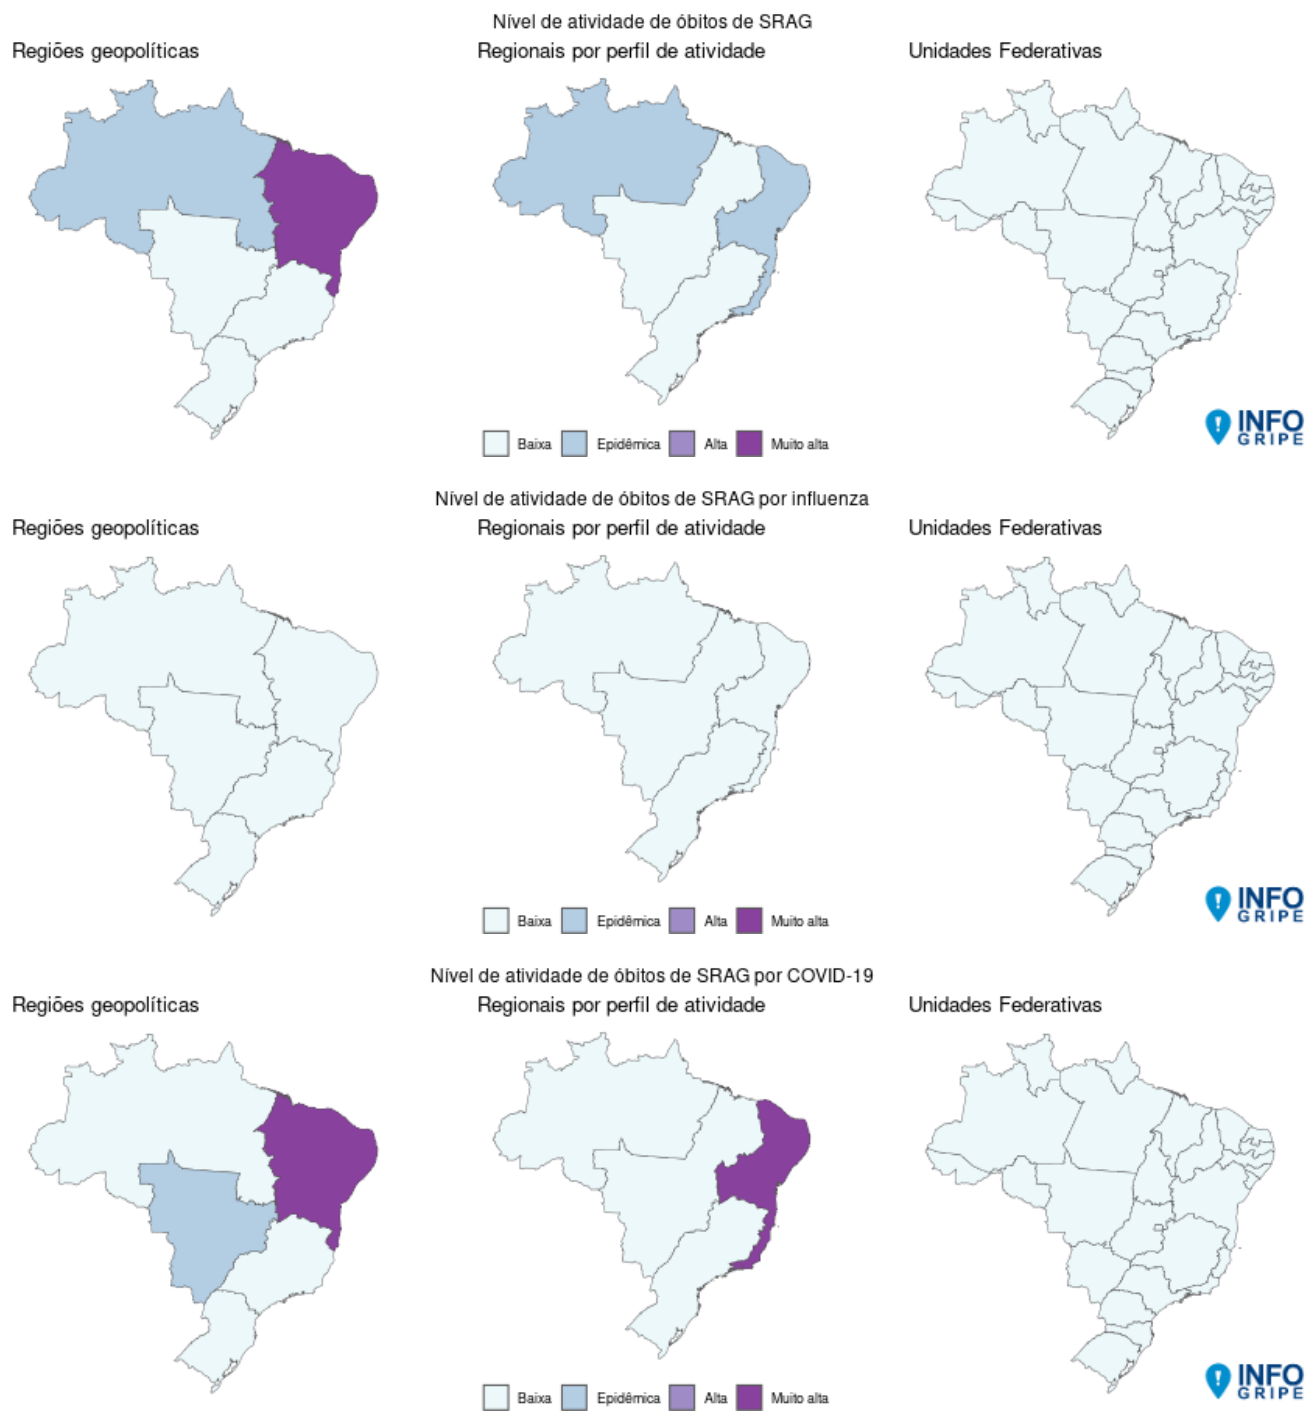 Nível de atividade de óbitos de SRAG
Regiões geopolíticas
Regionais por perfil de atividade
Unidades Federativas
Baixa
Epidêmica
Alta
Muito alta
INFO
GRIPE
Nível de atividade de óbitos de SRAG por influenza
Regiões geopolíticas
Regionais por perfil de atividade
Unidades Federativas
Baixa
Epidêmica
Alta
Muito alta
INFO
GRIPE
Nível de atividade de óbitos de SRAG por COVID-19
Regiões geopolíticas
Regionais por perfil de atividade
Unidades Federativas
Baixa
Epidêmica
Alta
Muito alta
INFO
GRIPE